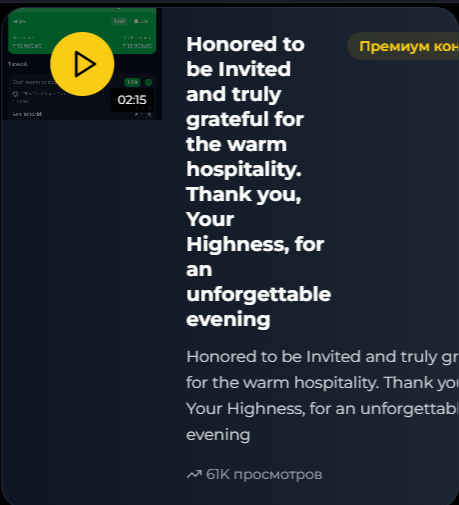 02:15
Honored to
be Invited
and truly
grateful for
the warm
hospitality.
Thank you,
Your
Highness, for
an
unforgettable
evening
Премиум кон
Honored to be Invited and truly gr
for the warm hospitality. Thank you
Your Highness, for an unforgettabl
evening
61K просмотров